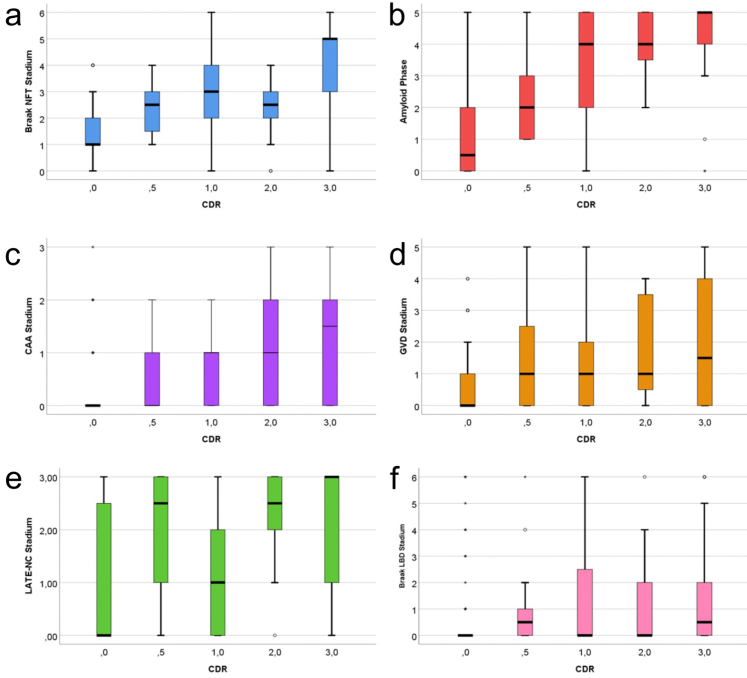 a
Braak NFT Stadium
6
5
4
3
2
1
0
,0 ,5 1,0 2,0 3,0
CDR
b
Amyloid Phase
5
4
3
2
1
0
,0 ,5 1,0 2,0 3,0
CDR
c
CAA Stadium
3
2
1
0
,0 ,5 1,0 2,0 3,0
CDR
d
GVD Stadium
5
4
3
2
1
0
,0 ,5 1,0 2,0 3,0
CDR
e
LATE-NC Stadium
3,00
2,00
1,00
,00
,0 ,5 1,0 2,0 3,0
CDR
f
Braak LBD Stadium
6
5
4
3
2
1
0
,0 ,5 1,0 2,0 3,0
CDR